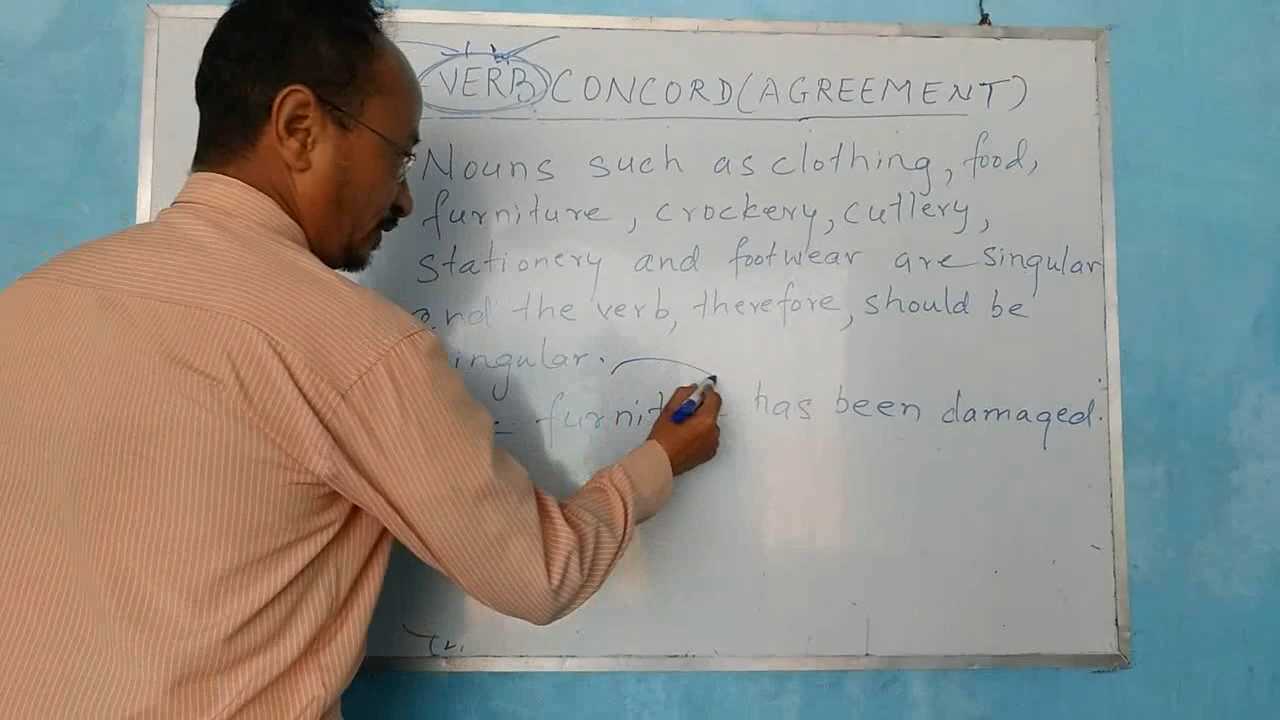 VERB CONCORD (AGREEMENT)
Nouns such as clothing, food,
furniture, crockery, cutlery,
stationery and footwear are singular
and the verb, therefore, should be
singular.
furniture has been damaged.